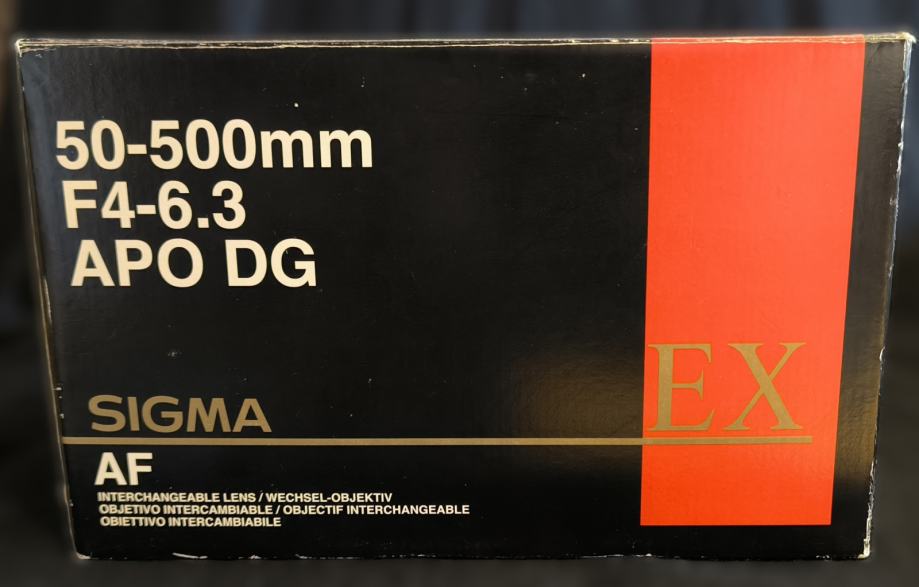 50-500mm
F4-6.3
APO DG
EX
SIGMA
AF
INTERCHANGEABLE LENS / WECHSEL-OBJEKTIV
OBJETIVO INTERCAMBIABLE / OBJECTIF INTERCHANGEABLE
OBIETTIVO INTERCAMBIABILE